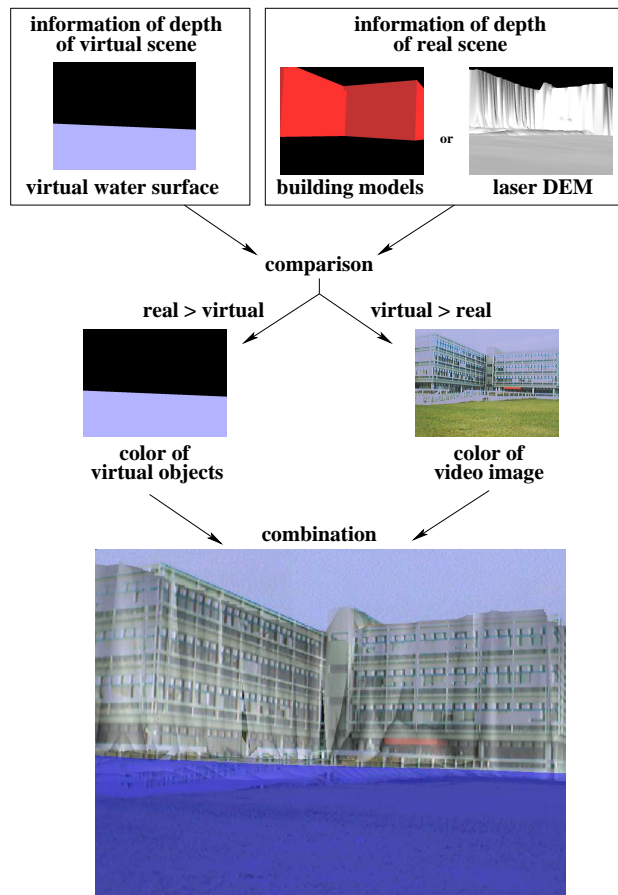 information of depth
of virtual scene
virtual water surface
information of depth
of real scene
or
building models
laser DEM
comparison
real > virtual
virtual > real
color of
virtual objects
color of
video image
combination